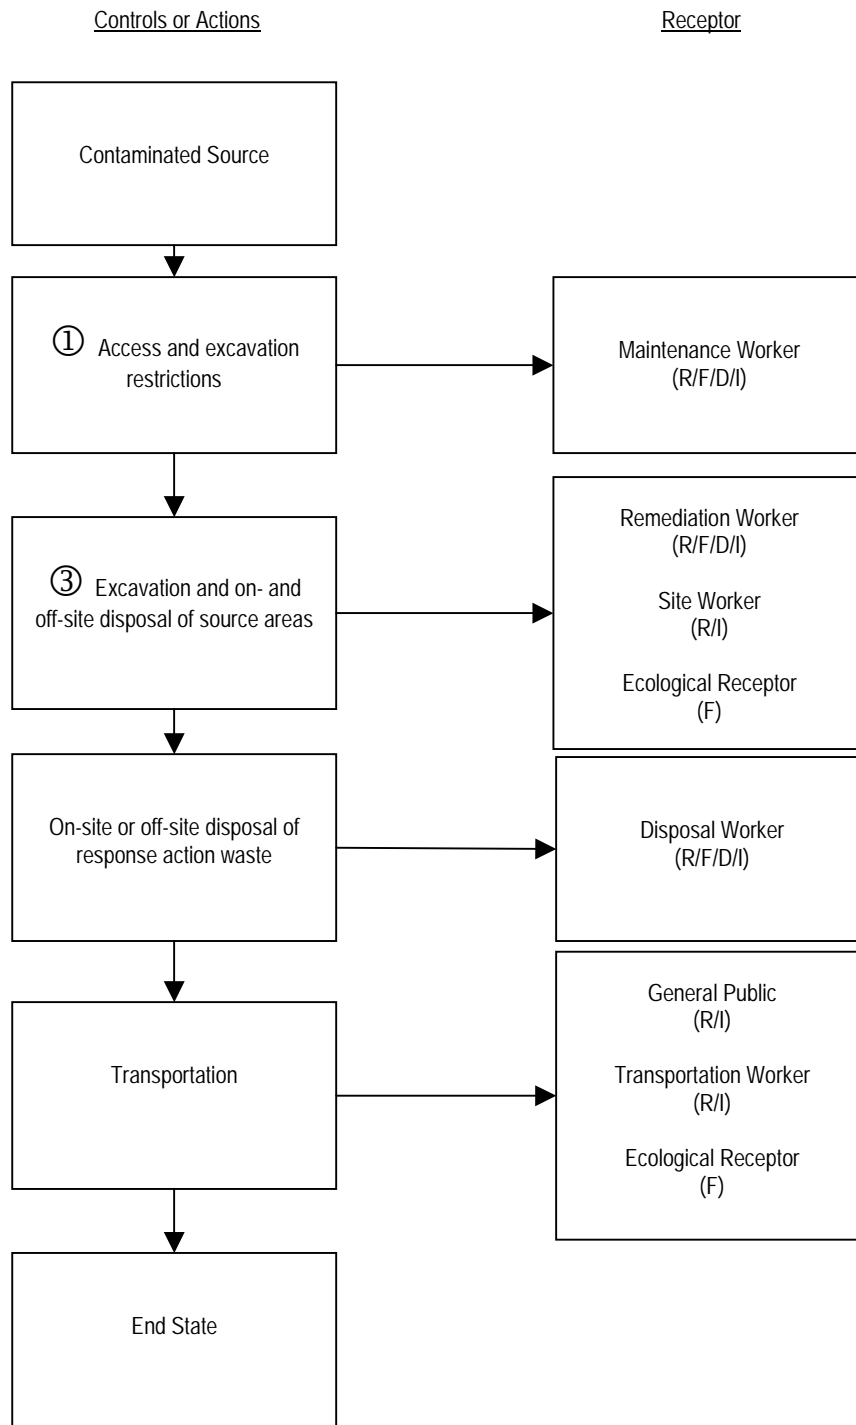 Controls or Actions
Receptor
Contaminated Source
① Access and excavation
restrictions
Maintenance Worker
(R/F/D/I)
③ Excavation and on- and
off-site disposal of source areas
Remediation Worker
(R/F/D/I)
Site Worker
(R/I)
Ecological Receptor
(F)
On-site or off-site disposal of
response action waste
Disposal Worker
(R/F/D/I)
Transportation
General Public
(R/I)
Transportation Worker
(R/I)
Ecological Receptor
(F)
End State